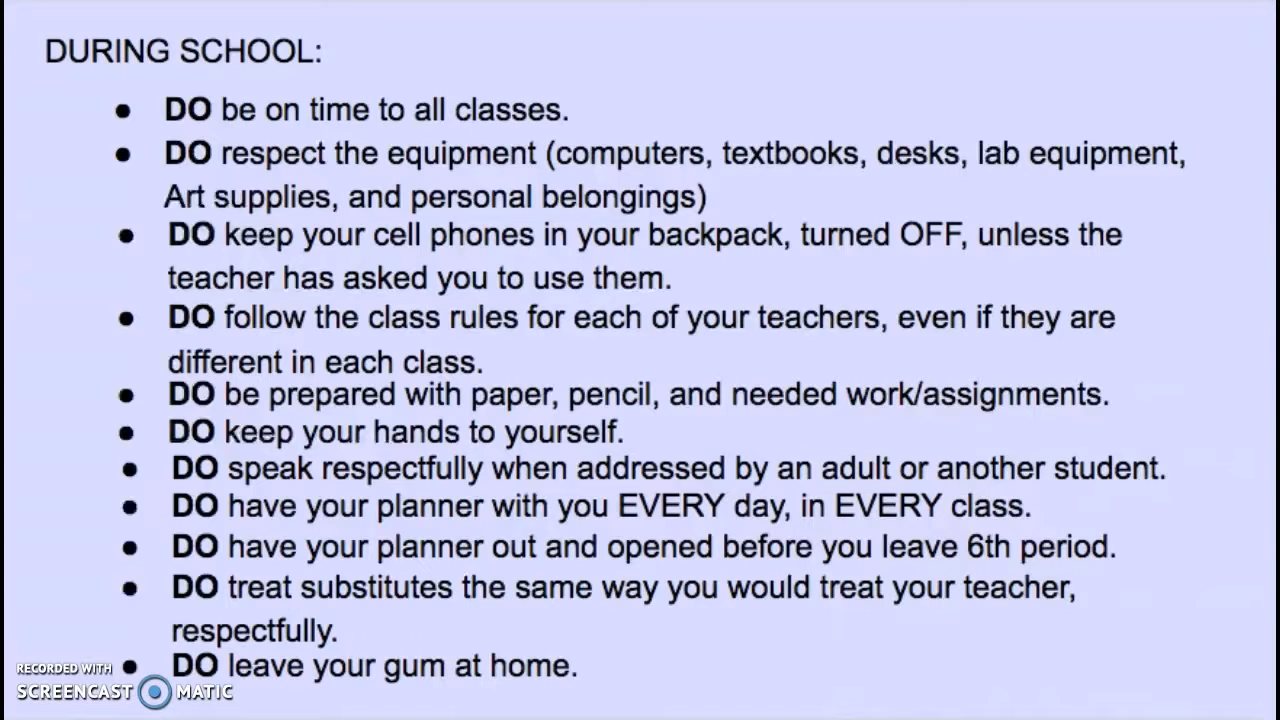 DURING SCHOOL:
● DO be on time to all classes.
● DO respect the equipment (computers, textbooks, desks, lab equipment,
Art supplies, and personal belongings)
● DO keep your cell phones in your backpack, turned OFF, unless the
teacher has asked you to use them.
● DO follow the class rules for each of your teachers, even if they are
different in each class.
● DO be prepared with paper, pencil, and needed work/assignments.
● DO keep your hands to yourself.
● DO speak respectfully when addressed by an adult or another student.
● DO have your planner with you EVERY day, in EVERY class.
● DO have your planner out and opened before you leave 6th period.
● DO treat substitutes the same way you would treat your teacher,
respectfully.
● DO leave your gum at home.
RECORDED WITH
SCREENCAST MATIC